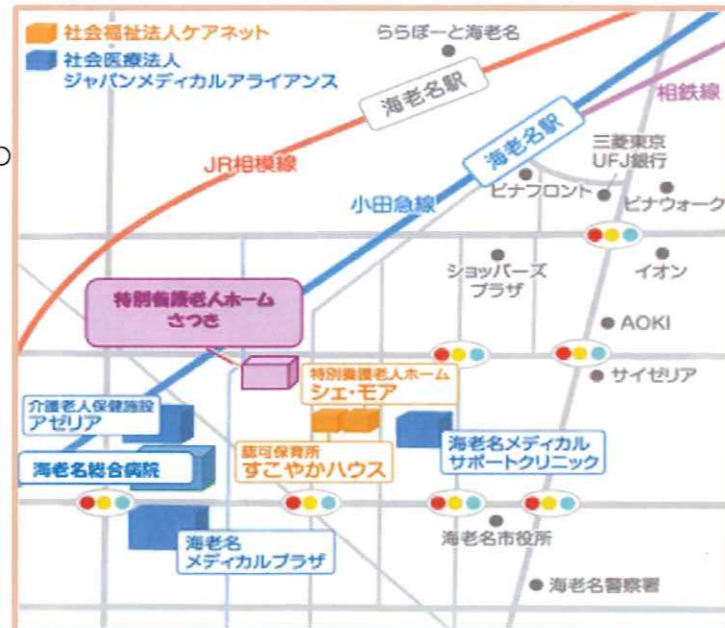 社会福祉法人ケアネット
社会医療法人
ジャパンメディカルアライアンス
ららぽーと海老名
海老名駅
相鉄線
海老名駅
JR相模線
三菱東京
UFJ銀行
小田急線
ビナフロント
ビナウォーク
ショッパーズ
プラザ
イオン
特別養護老人ホーム
さつき
AOKI
特別養護老人ホーム
シェ・モア
サイゼリア
介護老人保健施設
アゼリア
海老名総合病院
認可保育所
すこやかハウス
海老名メディカル
サポートクリニック
海老名
メディカルプラザ
海老名市役所
海老名警察署